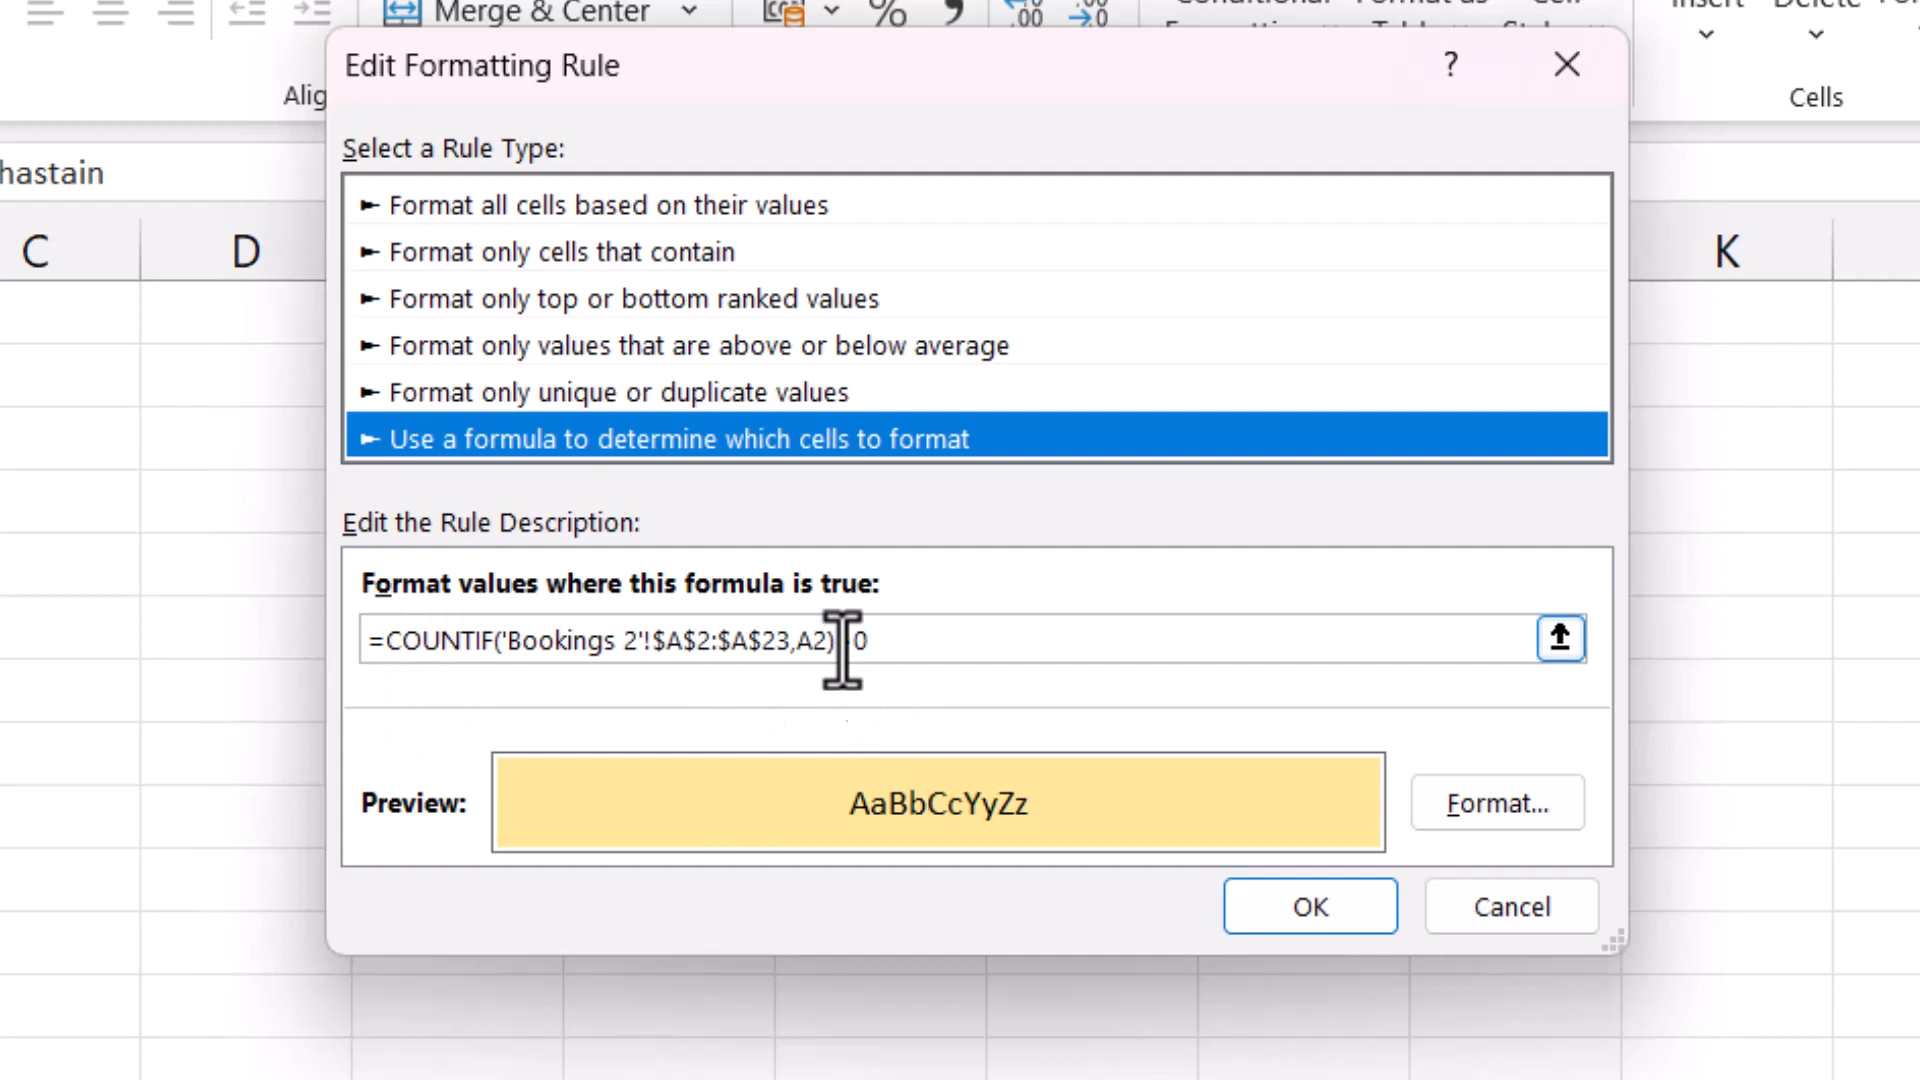 Merge & Center
%
Insert
Cells
hastain
C
D
K
Edit Formatting Rule
?
Select a Rule Type:
Format all cells based on their values
Format only cells that contain
Format only top or bottom ranked values
Format only values that are above or below average
Format only unique or duplicate values
Use a formula to determine which cells to format
Edit the Rule Description:
Format values where this formula is true:
=COUNTIF('Bookings 2'!$A$2:$A$23,A2) 0
Preview:
AaBbCcYyZz
Format...
OK
Cancel